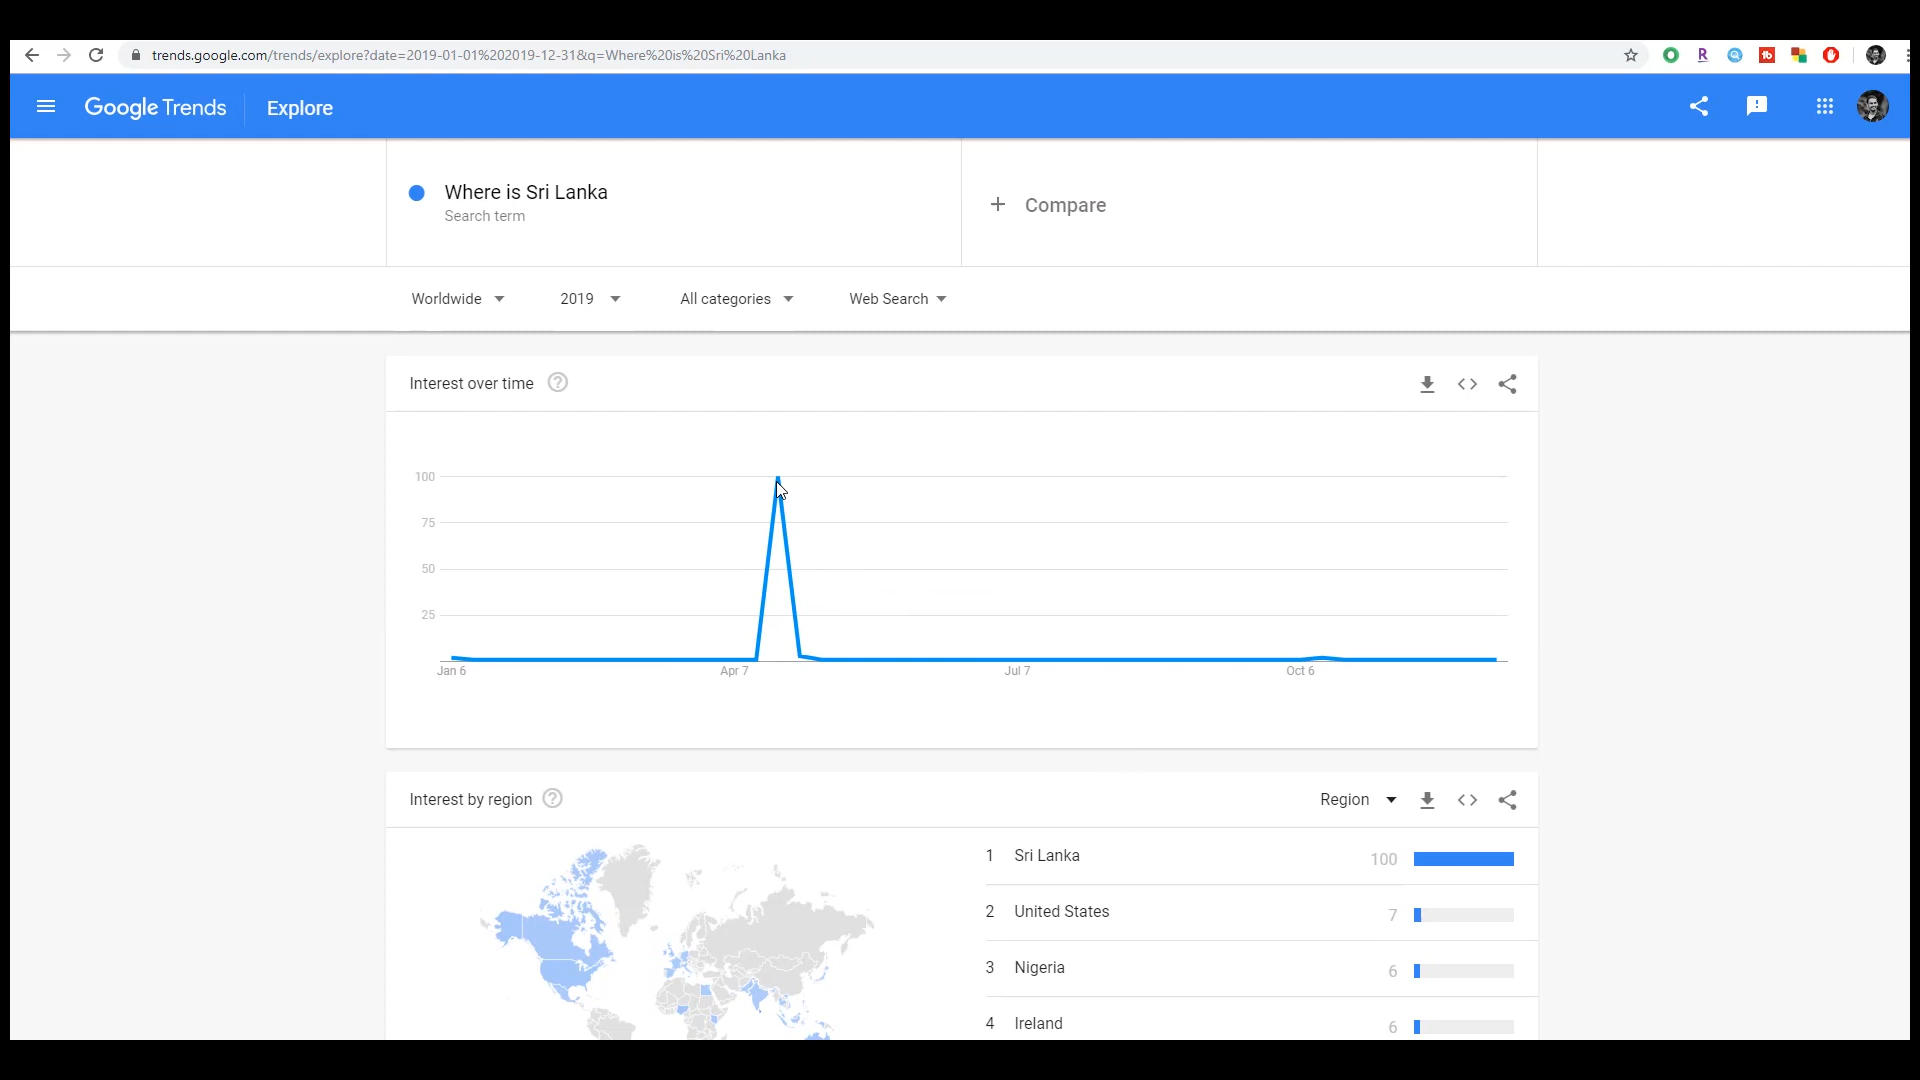 trends.google.com/trends/explore?date=2019-01-01%202019-12-31&q=Where%20is%20Sri%20Lanka
R
tb
Google Trends
Explore
Where is Sri Lanka
Search term
+ Compare
Worldwide
2019
All categories
Web Search
Interest over time
100
75
50
25
Jan 6
Apr 7
Jul 7
Oct 6
Interest by region
Region
1 Sri Lanka 100
2 United States 7
3 Nigeria 6
4 Ireland 6